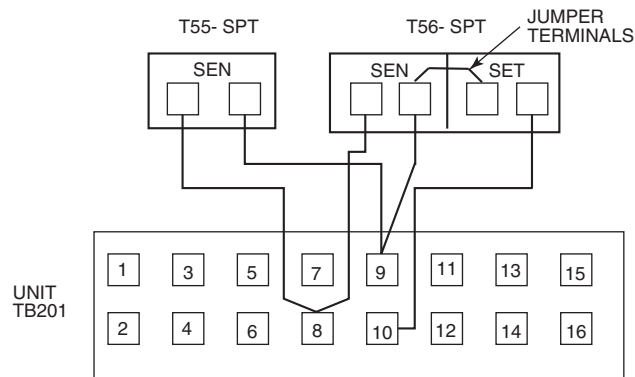 T55- SPT
T56- SPT
JUMPER
TERMINALS
SEN
SEN
SET
UNIT
TB201
1 3 5 7 9 11 13 15
2 4 6 8 10 12 14 16